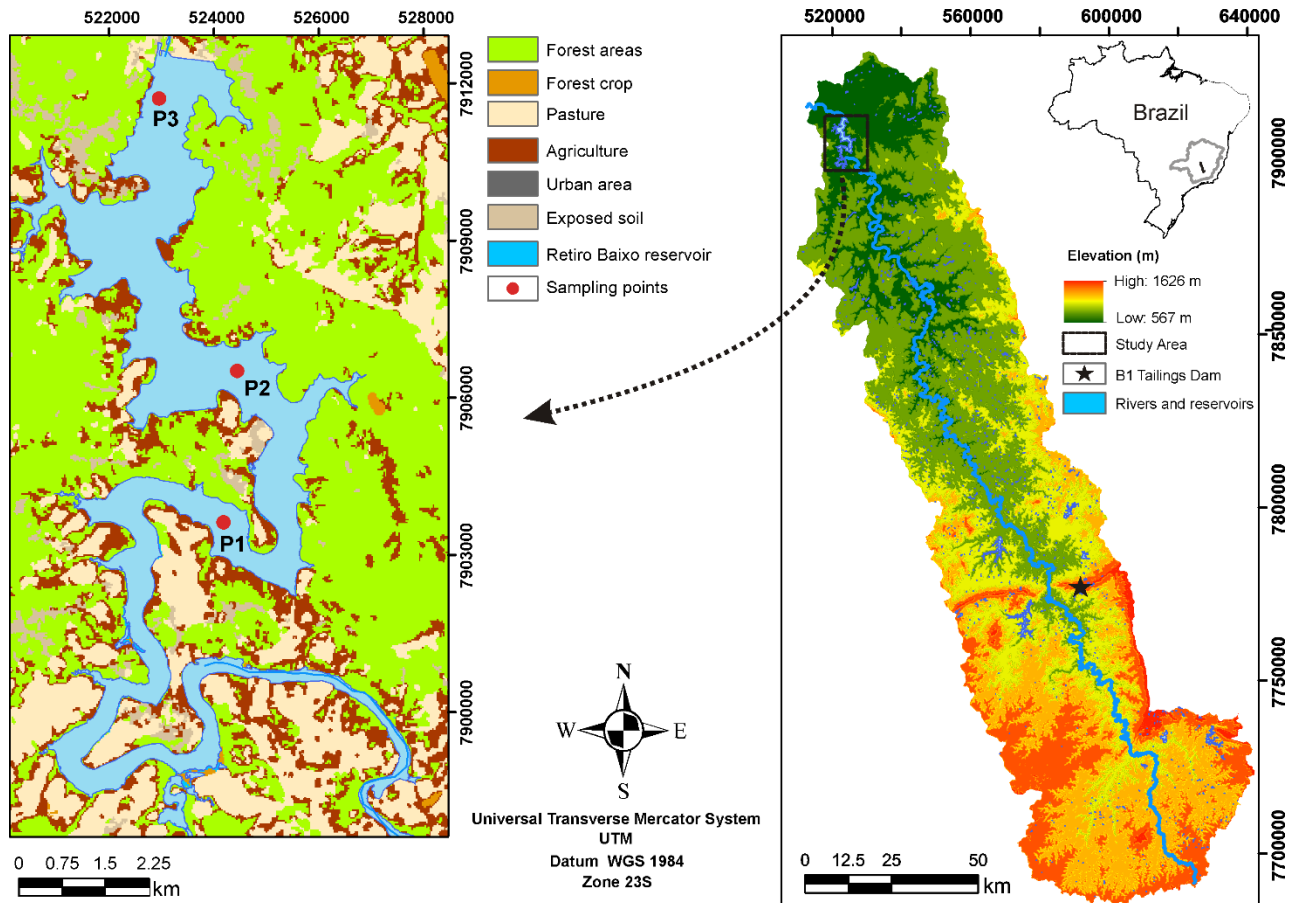 522000 524000 526000 528000
7912000
7909000
7906000
7903000
7900000
P3
P2
P1
0 0.75 1.5 2.25
km
Forest areas
Forest crop
Pasture
Agriculture
Urban area
Exposed soil
Retiro Baixo reservoir
Sampling points
N
W E
S
Universal Transverse Mercator System
UTM
Datum WGS 1984
Zone 23S
520000 560000 600000 640000
7900000
7850000
7800000
7750000
7700000
Brazil
Elevation (m)
High: 1626 m
Low: 567 m
Study Area
B1 Tailings Dam
Rivers and reservoirs
0 12.5 25 50
km